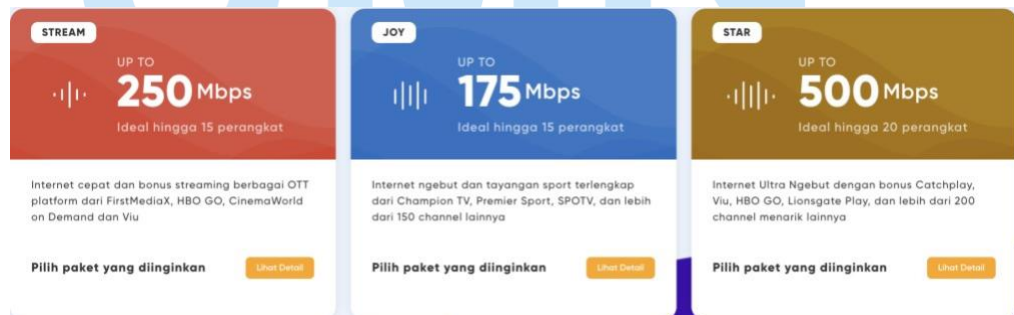 STREAM
UP TO
250 Mbps
Ideal hingga 15 perangkat
Internet cepat dan bonus streaming berbagai OTT
platform dari FirstMediaX, HBO GO, CinemaWorld
on Demand dan Viu
Pilih paket yang diinginkan
Lihat Detail
JOY
UP TO
175 Mbps
Ideal hingga 15 perangkat
Internet ngebut dan tayangan sport terlengkap
dari Champion TV, Premier Sport, SPOTV, dan lebih
dari 150 channel lainnya
Pilih paket yang diinginkan
Lihat Detail
STAR
UP TO
500 Mbps
Ideal hingga 20 perangkat
Internet Ultra Ngebut dengan bonus Catchplay,
Viu, HBO GO, Lionsgate Play, dan lebih dari 200
channel menarik lainnya
Pilih paket yang diinginkan
Lihat Detail